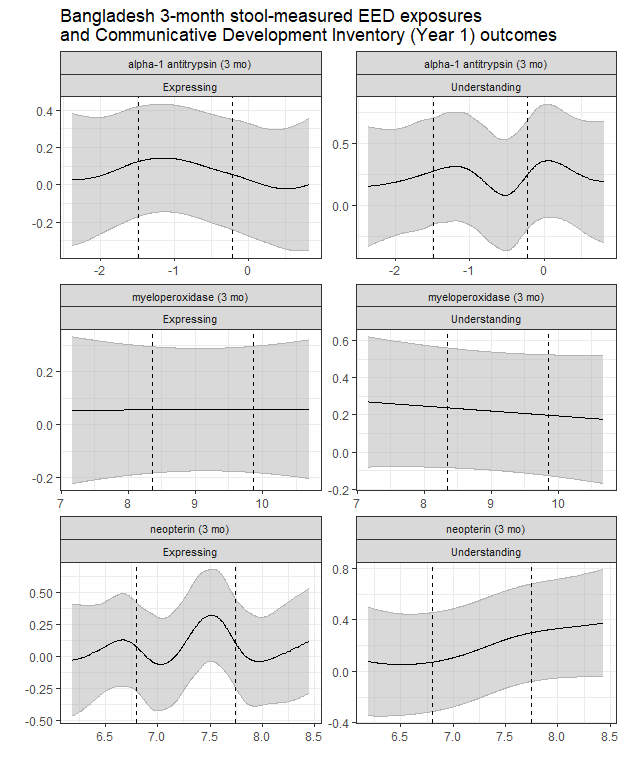 Bangladesh 3-month stool-measured EED exposures
and Communicative Development Inventory (Year 1) outcomes
alpha-1 antitrypsin (3 mo) alpha-1 antitrypsin (3 mo)
Expressing Understanding
0.4
0.2
0.0
-0.2
-2 -1 0
0.5
0.0
-2 -1 0
myeloperoxidase (3 mo) myeloperoxidase (3 mo)
Expressing Understanding
0.2
0.0
-0.2
7 8 9 10
0.6
0.4
0.2
0.0
-0.2
7 8 9 10
neopterin (3 mo) neopterin (3 mo)
Expressing Understanding
0.50
0.25
0.00
-0.25
-0.50
6.5 7.0 7.5 8.0 8.5
0.8
0.4
0.0
-0.4
6.5 7.0 7.5 8.0 8.5